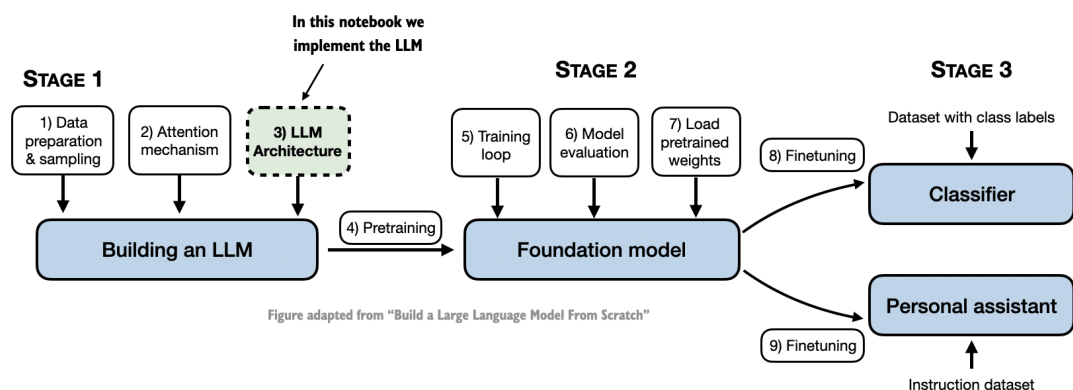 In this notebook we
implement the LLM
STAGE 1
STAGE 2
STAGE 3
1) Data
preparation
& sampling
2) Attention
mechanism
3) LLM
Architecture
5) Training
loop
6) Model
evaluation
7) Load
pretrained
weights
Dataset with class labels
8) Finetuning
Classifier
Building an LLM
4) Pretraining
Foundation model
Personal assistant
Figure adapted from “Build a Large Language Model From Scratch”
9) Finetuning
Instruction dataset